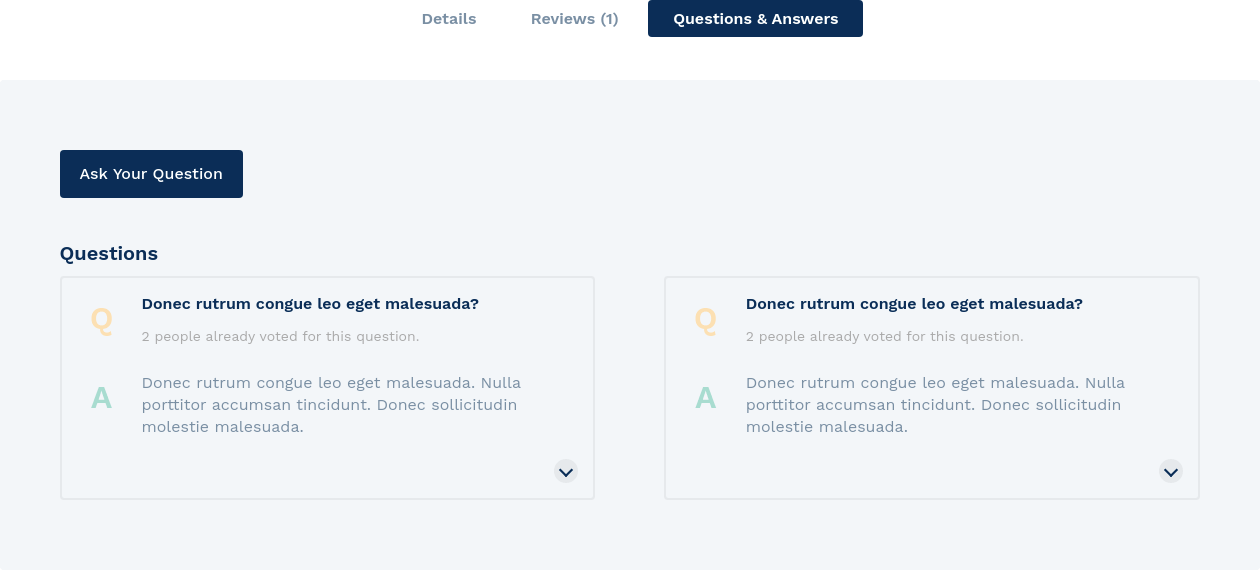 Details
Reviews (1)
Questions & Answers
Ask Your Question
Questions
Q
Donec rutrum congue leo eget malesuada?
2 people already voted for this question.
A
Donec rutrum congue leo eget malesuada. Nulla
porttitor accumsan tincidunt. Donec sollicitudin
molestie malesuada.
Q
Donec rutrum congue leo eget malesuada?
2 people already voted for this question.
A
Donec rutrum congue leo eget malesuada. Nulla
porttitor accumsan tincidunt. Donec sollicitudin
molestie malesuada.